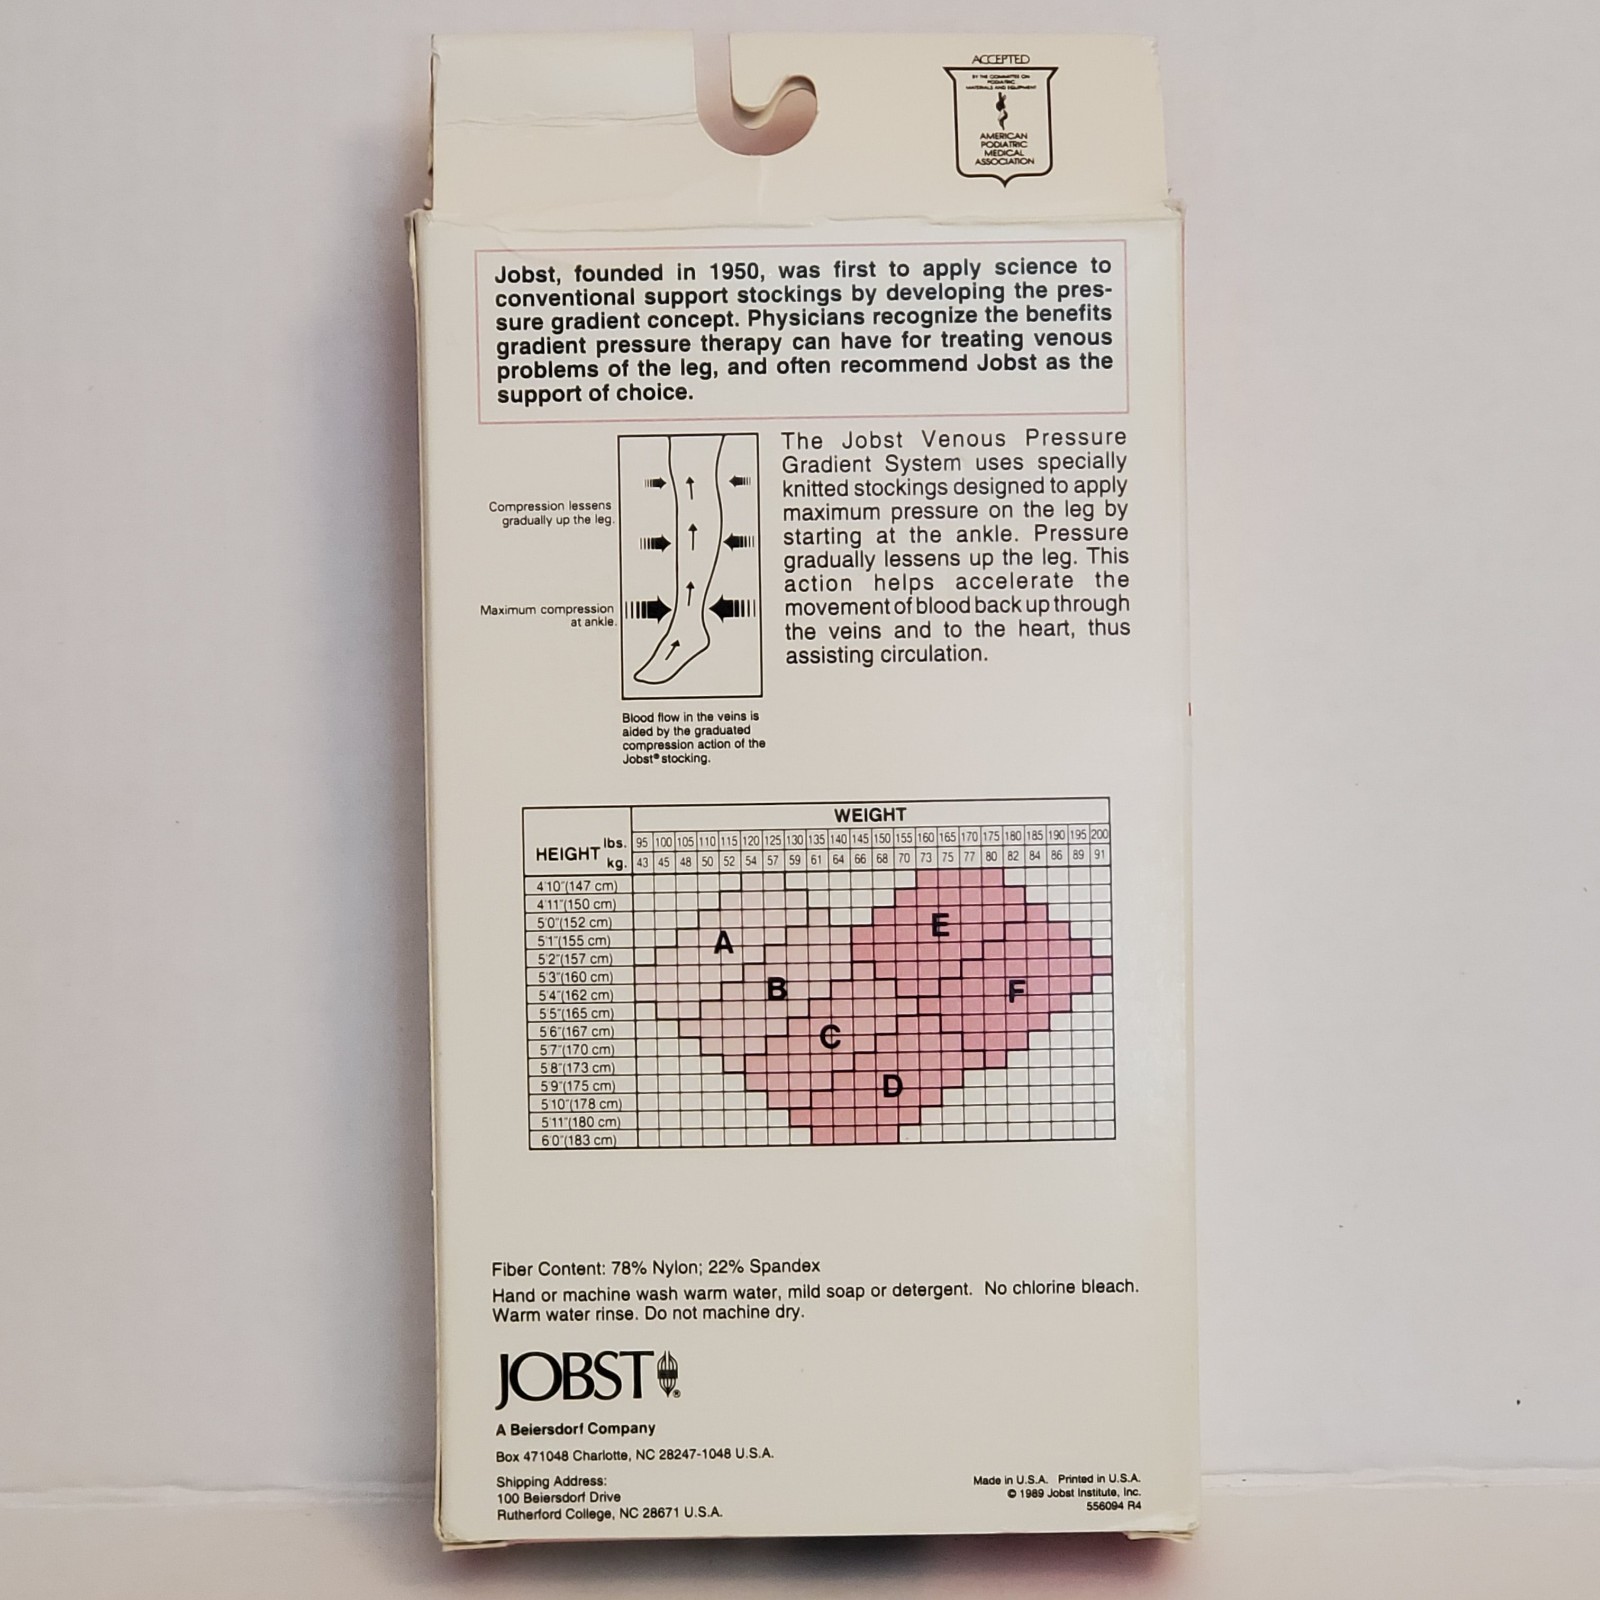 ACCEPTED
BY THE COMMITTEE ON
PODIATRIC
MATERIALS AND EQUIPMENT
AMERICAN
PODIATRIC
MEDICAL
ASSOCIATION
Jobst, founded in 1950, was first to apply science to
conventional support stockings by developing the pres-
sure gradient concept. Physicians recognize the benefits
gradient pressure therapy can have for treating venous
problems of the leg, and often recommend Jobst as the
support of choice.
Compression lessens
gradually up the leg.
Maximum compression
at ankle.
Blood flow in the veins is
aided by the graduated
compression action of the
Jobst® stocking.
The Jobst Venous Pressure
Gradient System uses specially
knitted stockings designed to apply
maximum pressure on the leg by
starting at the ankle. Pressure
gradually lessens up the leg. This
action helps accelerate the
movement of blood back up through
the veins and to the heart, thus
assisting circulation.
WEIGHT
HEIGHT
lbs. 95 100 105 110 115 120 125 130 135 140 145 150 155 160 165 170 175 180 185 190 195 200
kg. 43 45 48 50 52 54 57 59 61 64 66 68 70 73 75 77 80 82 84 86 89 91
4'10"(147 cm)
4'11"(150 cm)
5'0"(152 cm)
5'1"(155 cm)
5'2"(157 cm)
5'3"(160 cm)
5'4"(162 cm)
5'5"(165 cm)
5'6"(167 cm)
5'7"(170 cm)
5'8"(173 cm)
5'9"(175 cm)
5'10"(178 cm)
5'11"(180 cm)
6'0"(183 cm)
E
A
B
F
C
D
Fiber Content: 78% Nylon; 22% Spandex
Hand or machine wash warm water, mild soap or detergent. No chlorine bleach.
Warm water rinse. Do not machine dry.
JOBST®
A Beiersdorf Company
Box 471048 Charlotte, NC 28247-1048 U.S.A.
Shipping Address:
100 Beiersdorf Drive
Rutherford College, NC 28671 U.S.A.
Made in U.S.A. Printed in U.S.A.
© 1989 Jobst Institute, Inc.
556094 R4